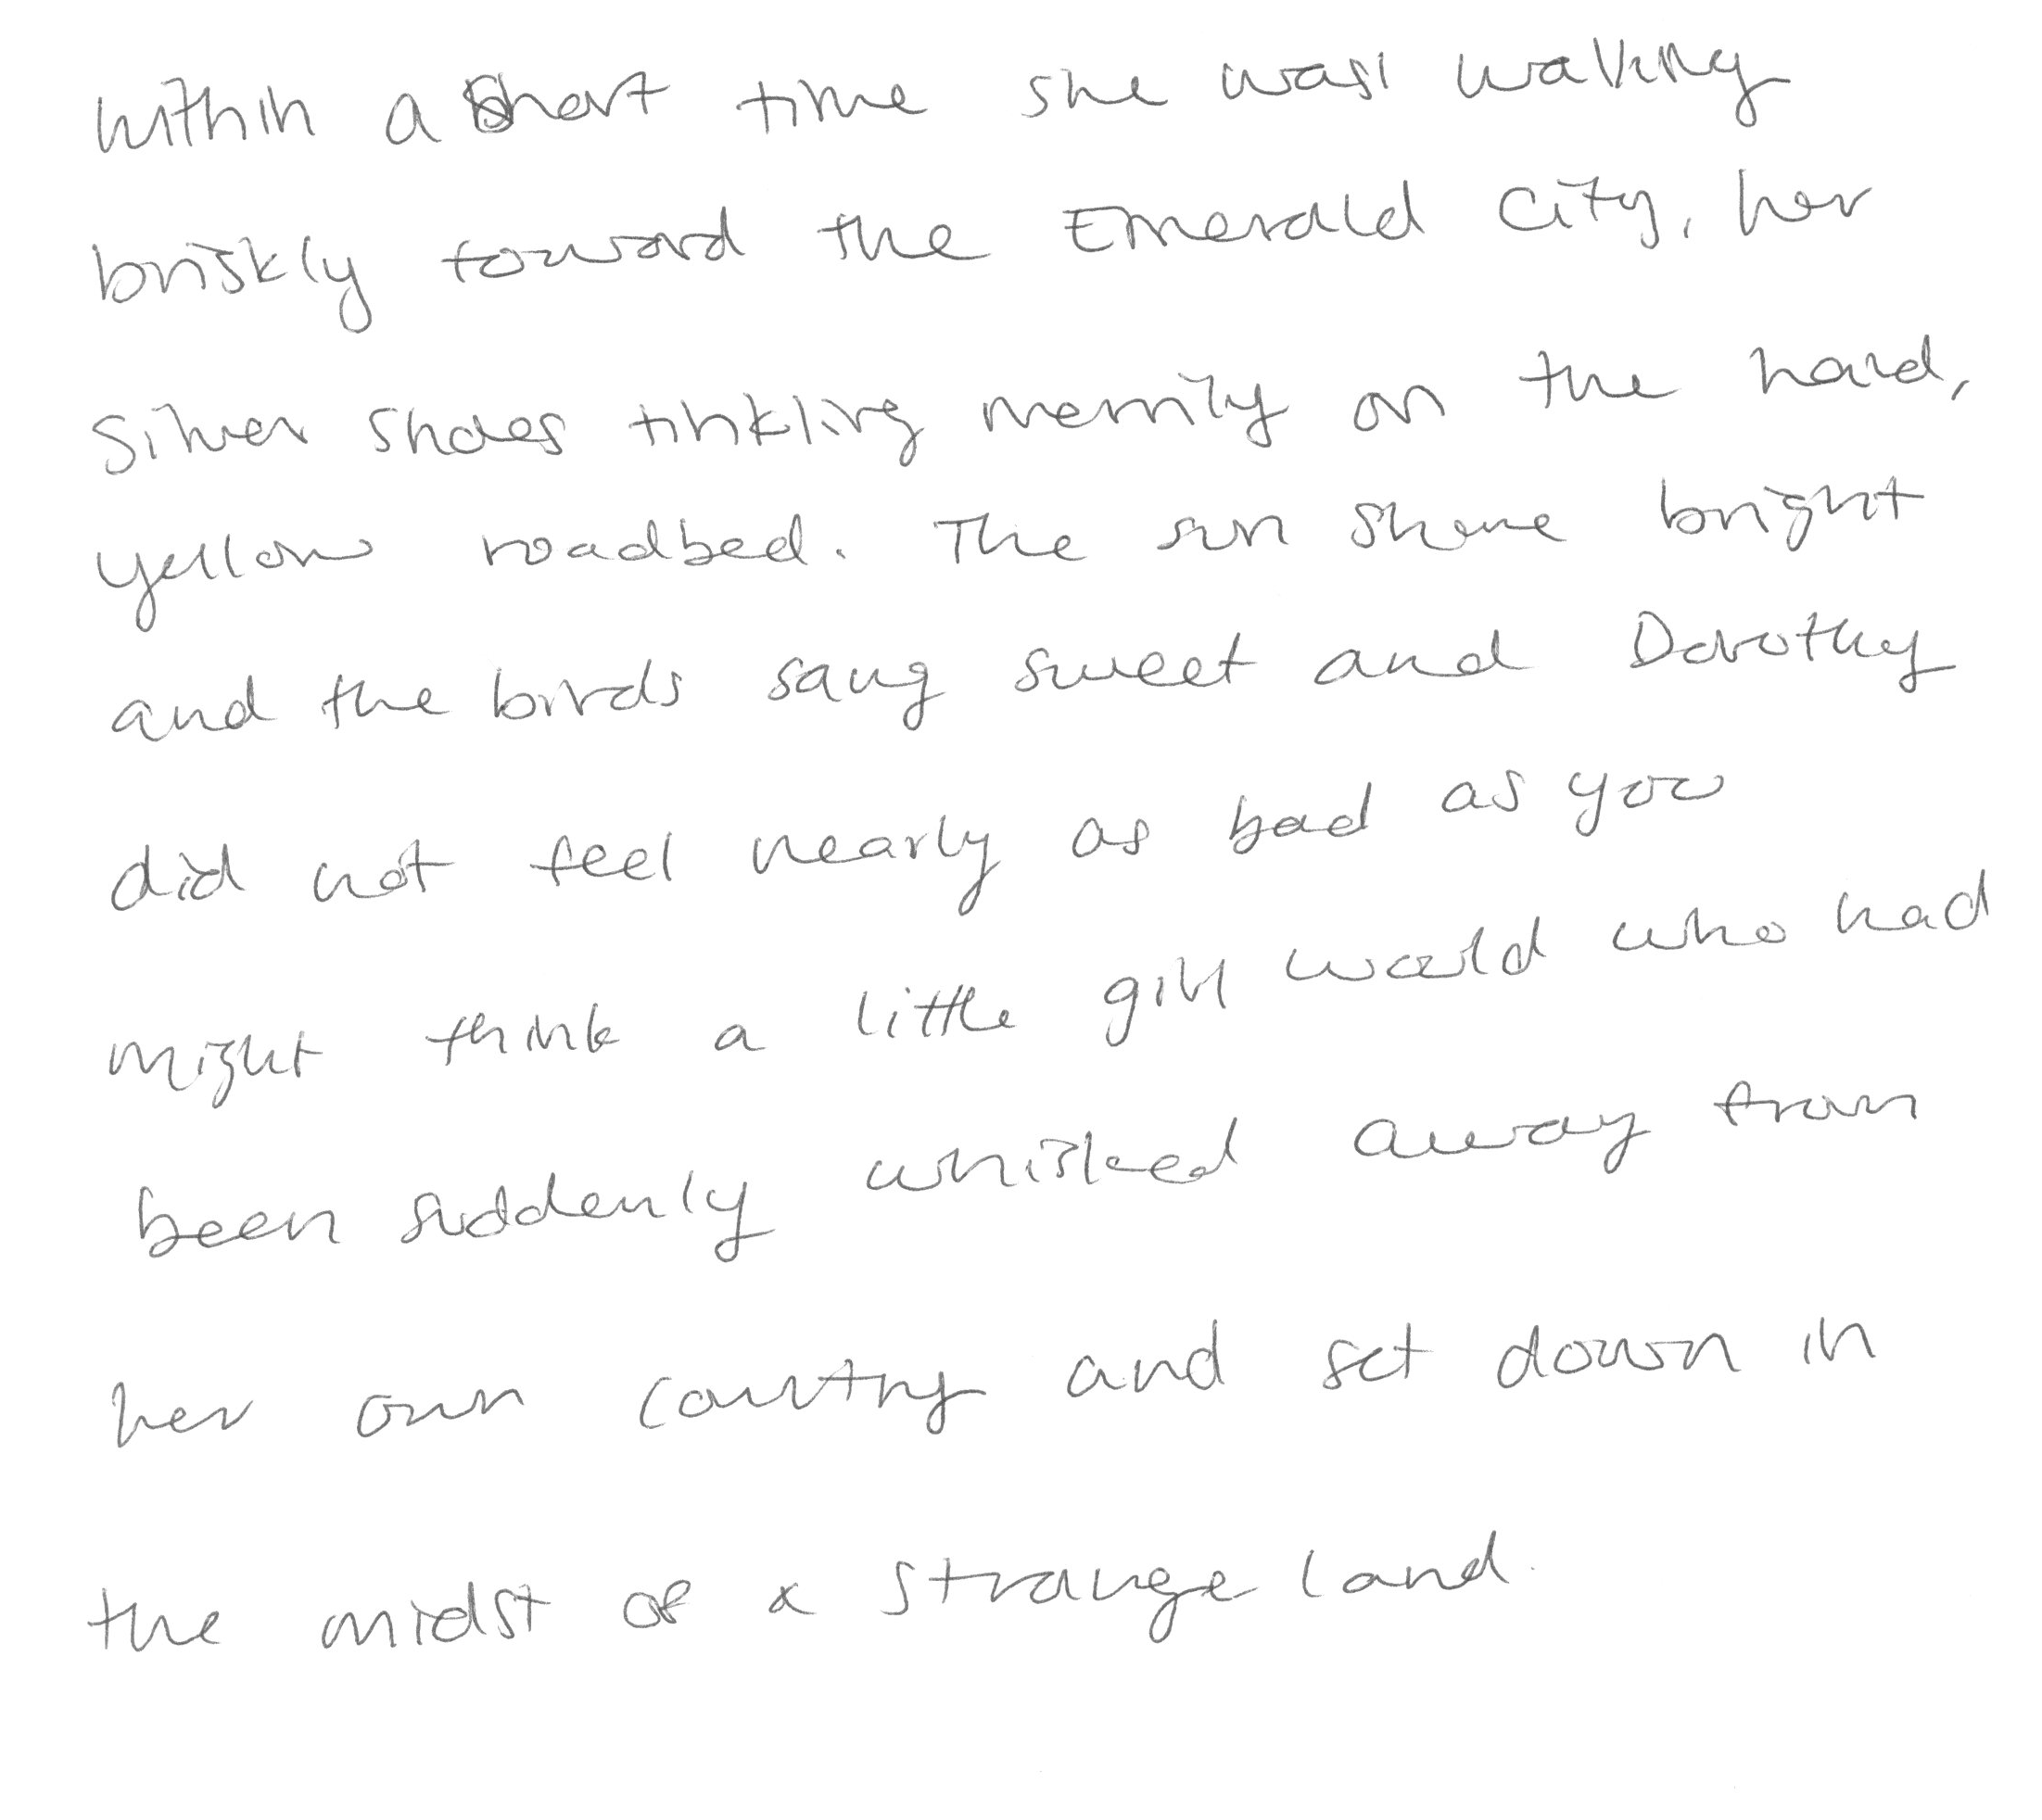 Within a short time she was walking
briskly toward the Emerald City, her
Silver Shoes tinkling merrily on the hard,
yellow roadbed. The sun shone bright
and the birds sang sweet and Dorothy
did not feel nearly as bad as you
might think a little girl would who had
been suddenly whisked away from
her own country and set down in
the midst of a strange land.